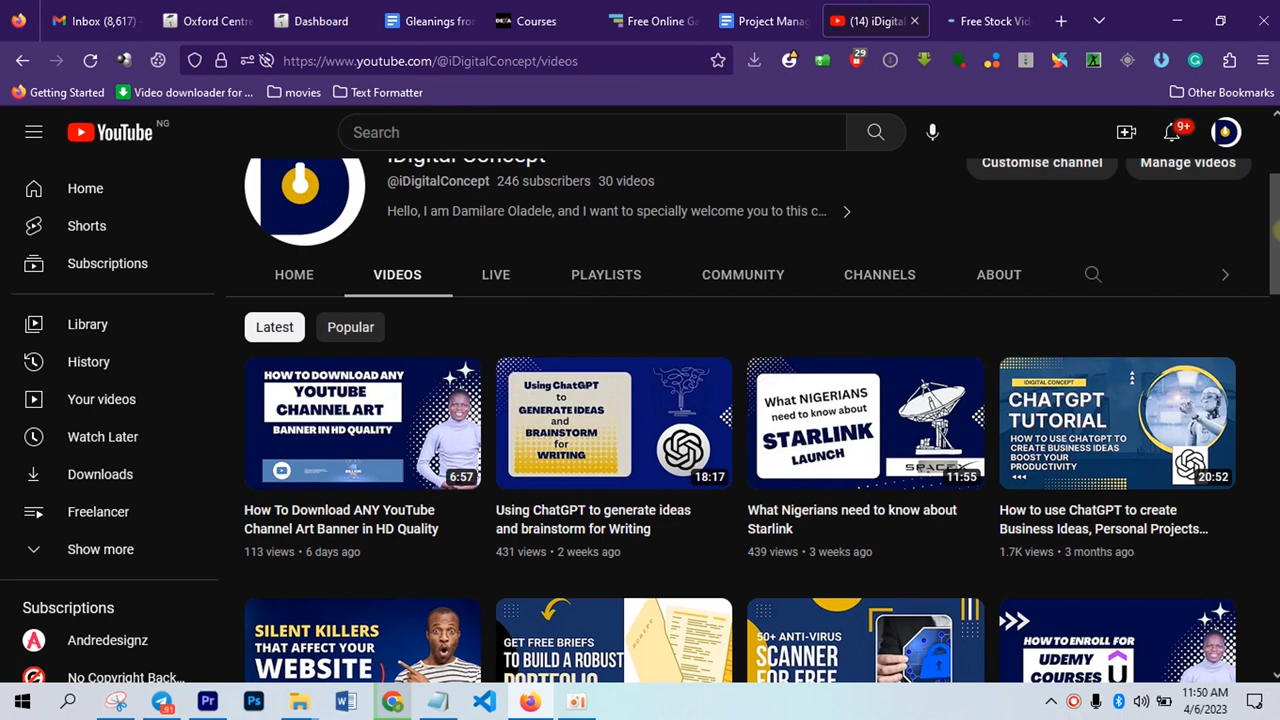 Inbox (8,617) -
Oxford Centre
Dashboard
Gleanings fro
Courses
Free Online Ga
Project Manag
(14) iDigital
Free Stock Vid
https://www.youtube.com/@iDigitalConcept/videos
29
Getting Started
Video downloader for ...
movies
Text Formatter
Other Bookmarks
YouTube NG
Search
9+
iDigital Concept
@iDigitalConcept 246 subscribers 30 videos
Customise channel
Manage videos
Hello, I am Damilare Oladele, and I want to specially welcome you to this c...
Home
Shorts
Subscriptions
Library
History
Your videos
Watch Later
Downloads
Freelancer
Show more
Subscriptions
Andredesignz
No Copyright Back...
HOME
VIDEOS
LIVE
PLAYLISTS
COMMUNITY
CHANNELS
ABOUT
Latest
Popular
HOW TO DOWNLOAD ANY
YOUTUBE
CHANNEL ART
BANNER IN HD QUALITY
6:57
How To Download ANY YouTube
Channel Art Banner in HD Quality
113 views • 6 days ago
Using ChatGPT
to
GENERATE IDEAS
and
BRAINSTORM
for
WRITING
18:17
Using ChatGPT to generate ideas
and brainstorm for Writing
431 views • 2 weeks ago
What NIGERIANS
need to know about
STARLINK
LAUNCH
SPACEX
11:55
What Nigerians need to know about
Starlink
439 views • 3 weeks ago
IDIGITAL CONCEPT
CHATGPT
TUTORIAL
HOW TO USE CHATGPT TO
CREATE BUSINESS IDEAS
BOOST YOUR
PRODUCTIVITY
20:52
How to use ChatGPT to create
Business Ideas, Personal Projects...
1.7K views • 3 months ago
SILENT KILLERS
THAT AFFECT YOUR
WEBSITE
GET FREE BRIEFS
TO BUILD A ROBUST
PORTFOLIO
50+ ANTI-VIRUS
SCANNER
FOR FREE
HOW TO ENROLL FOR
UDEMY
COURSES
11:50 AM
4/6/2023